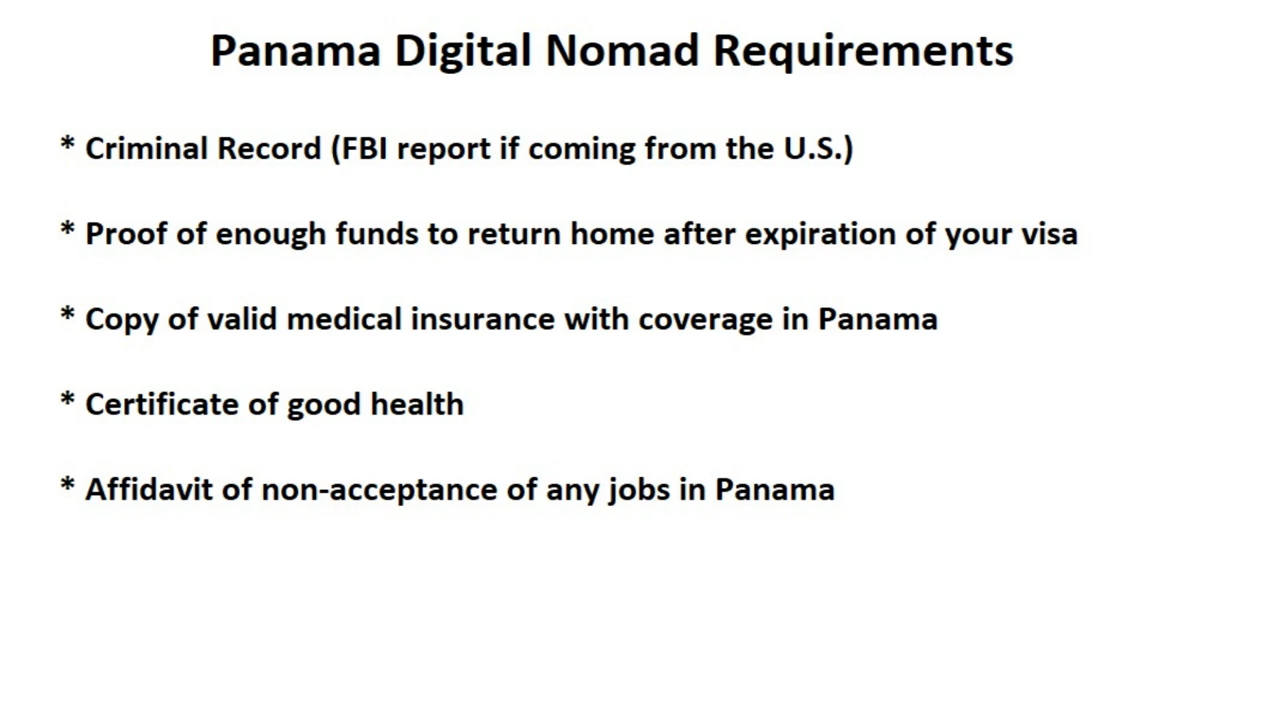 Panama Digital Nomad Requirements
* Criminal Record (FBI report if coming from the U.S.)
* Proof of enough funds to return home after expiration of your visa
* Copy of valid medical insurance with coverage in Panama
* Certificate of good health
* Affidavit of non-acceptance of any jobs in Panama